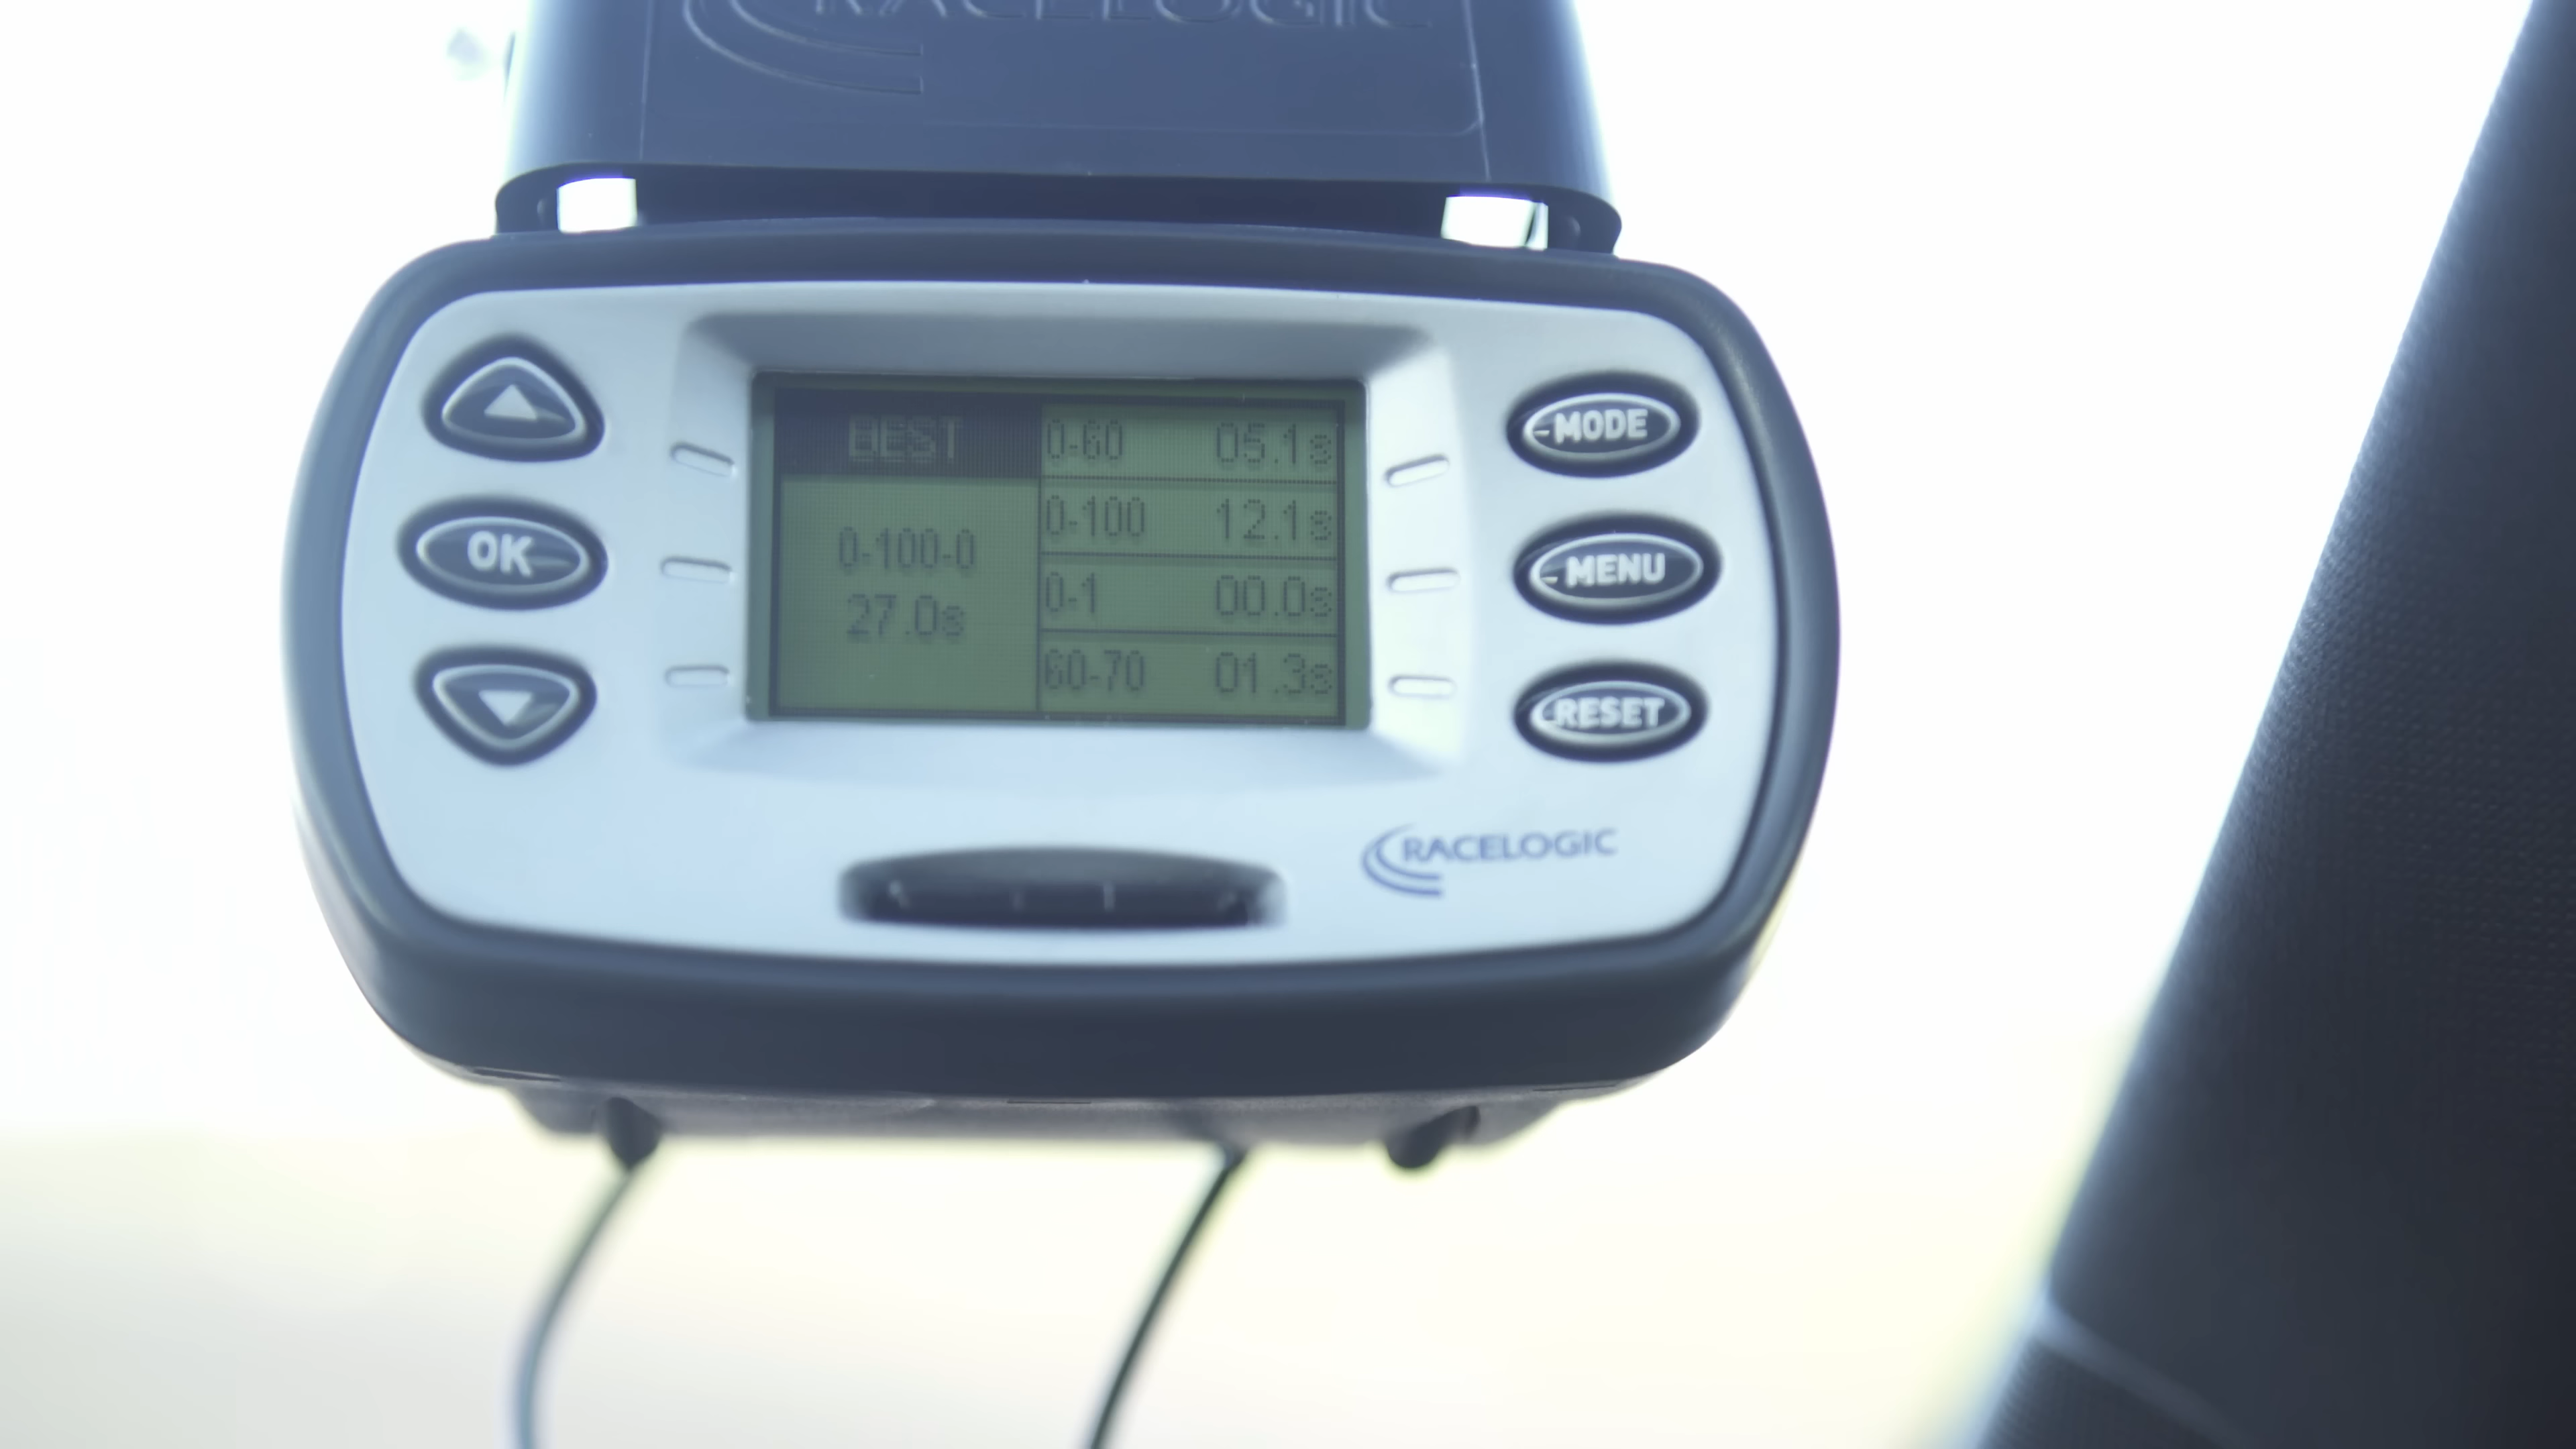 RACELOGIC
BEST
0-100-0
27.0s
0-60 05.1s
0-100 12.1s
0-1 00.0s
60-70 01.3s
OK
MODE
MENU
RESET
RACELOGIC